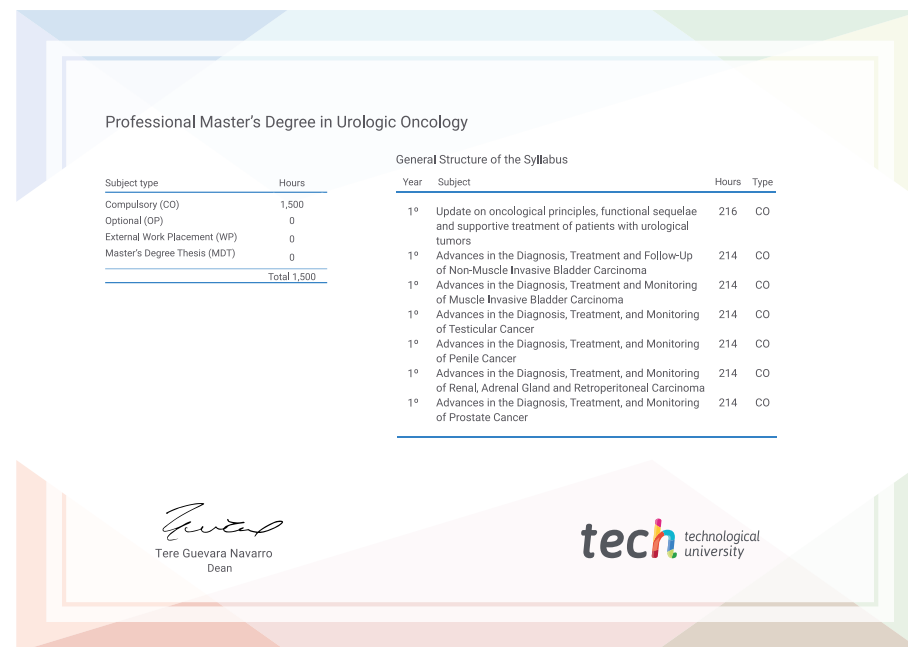 Professional Master's Degree in Urologic Oncology
Subject type Hours
Compulsory (CO) 1,500
Optional (OP) 0
External Work Placement (WP) 0
Master's Degree Thesis (MDT) 0
Total 1,500
General Structure of the Syllabus
Year Subject Hours Type
1º Update on oncological principles, functional sequelae 216 CO
and supportive treatment of patients with urological
tumors
1º Advances in the Diagnosis, Treatment and Follow-Up 214 CO
of Non-Muscle Invasive Bladder Carcinoma
1º Advances in the Diagnosis, Treatment and Monitoring 214 CO
of Muscle Invasive Bladder Carcinoma
1º Advances in the Diagnosis, Treatment, and Monitoring 214 CO
of Testicular Cancer
1º Advances in the Diagnosis, Treatment, and Monitoring 214 CO
of Penile Cancer
1º Advances in the Diagnosis, Treatment, and Monitoring 214 CO
of Renal, Adrenal Gland and Retroperitoneal Carcinoma
1º Advances in the Diagnosis, Treatment, and Monitoring 214 CO
of Prostate Cancer
Tere Guevara Navarro
Dean
tech technological
university